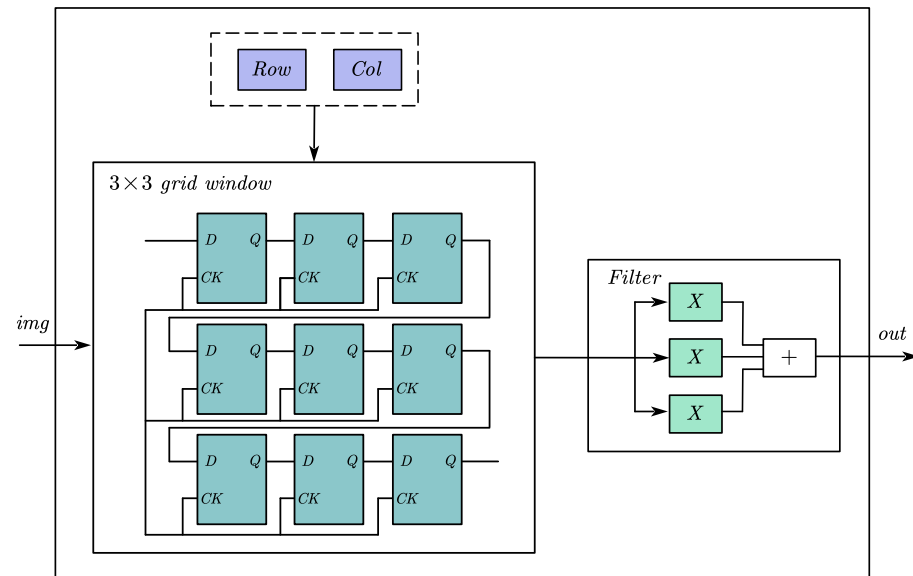 Row Col
3×3 grid window
D Q D Q D Q
CK CK CK
Filter
X
img
out
D Q D Q D Q
X +
CK CK CK
X
D Q D Q D Q
CK CK CK